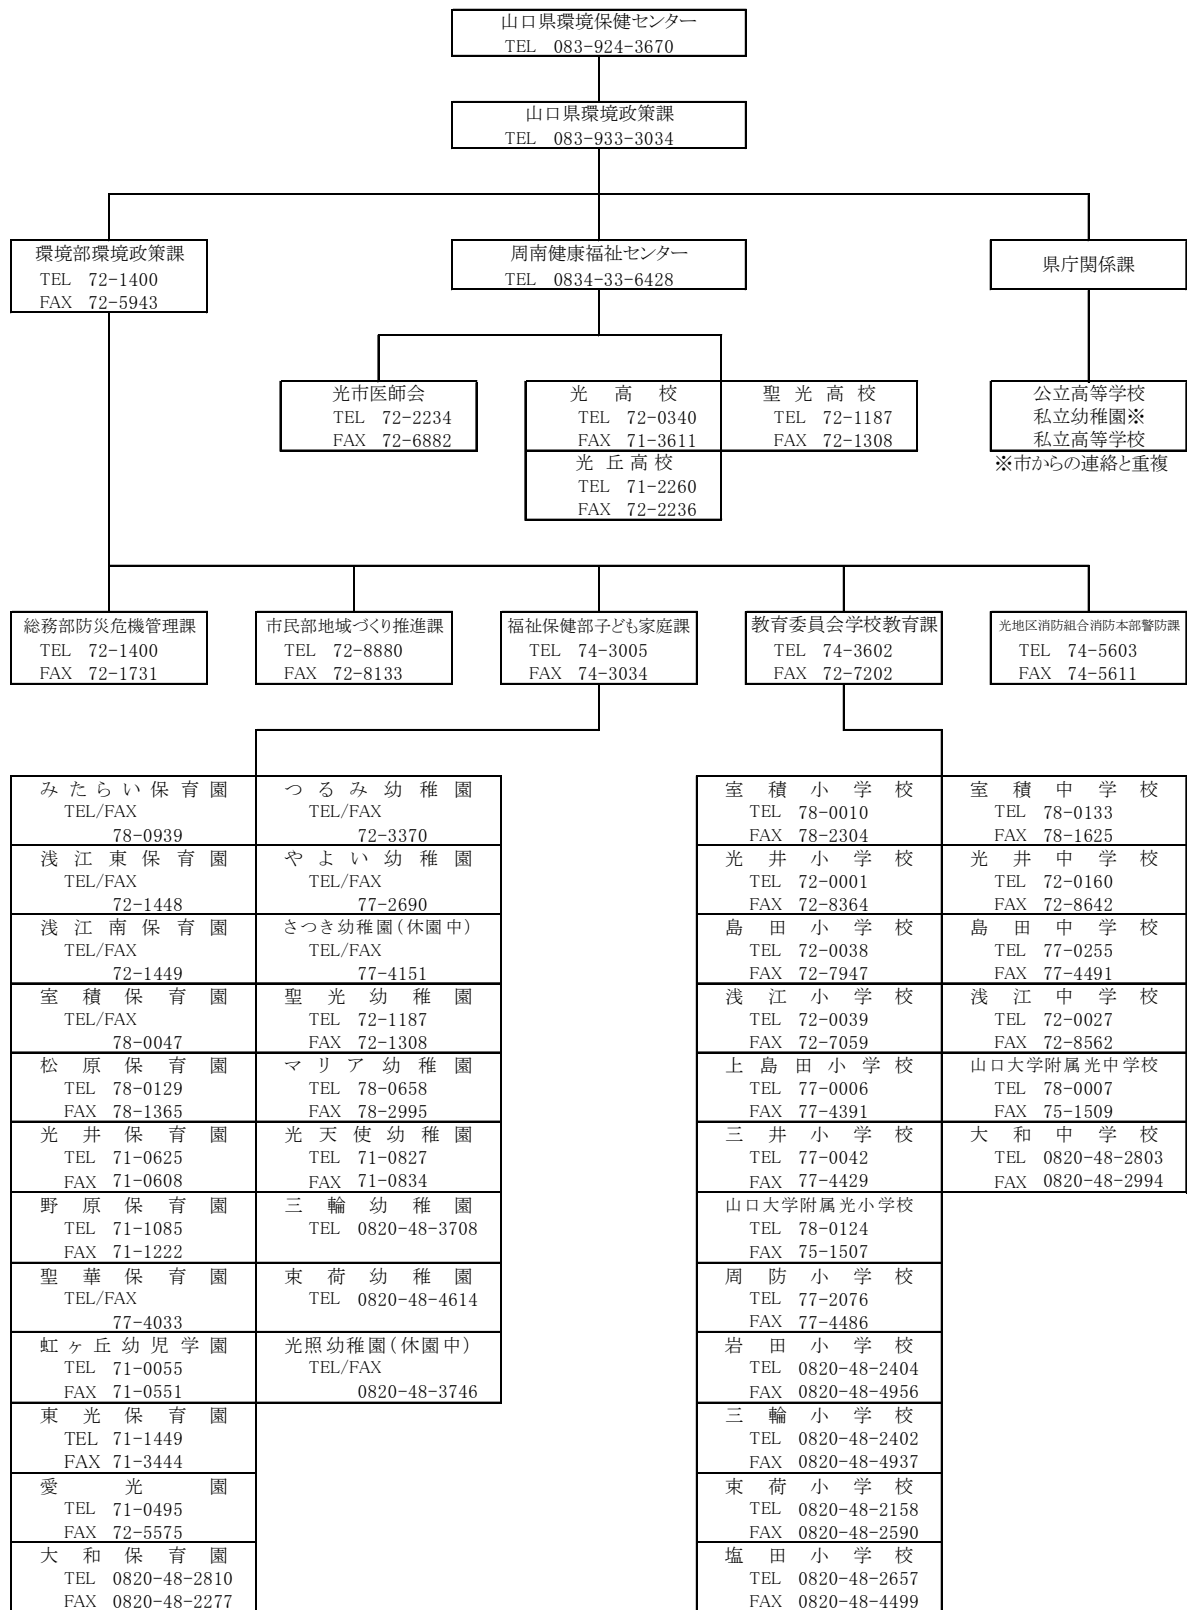 山口県環境保健センター
TEL 083-924-3670
山口県環境政策課
TEL 083-933-3034
環境部環境政策課
TEL 72-1400
FAX 72-5943
周南健康福祉センター
TEL 0834-33-6428
県庁関係課
光市医師会
TEL 72-2234
FAX 72-6882
光高校
TEL 72-0340
FAX 71-3611
聖光高校
TEL 72-1187
FAX 72-1308
光丘高校
TEL 71-2260
FAX 72-2236
公立高等学校
私立幼稚園※
私立高等学校
※市からの連絡と重複
総務部防災危機管理課
TEL 72-1400
FAX 72-1731
市民部地域づくり推進課
TEL 72-8880
FAX 72-8133
福祉保健部子ども家庭課
TEL 74-3005
FAX 74-3034
教育委員会学校教育課
TEL 74-3602
FAX 72-7202
光地区消防組合消防本部警防課
TEL 74-5603
FAX 74-5611
みたらい保育園
TEL/FAX
78-0939
浅江東保育園
TEL/FAX
72-1448
浅江南保育園
TEL/FAX
72-1449
室積保育園
TEL/FAX
78-0047
松原保育園
TEL 78-0129
FAX 78-1365
光井保育園
TEL 71-0625
FAX 71-0608
野原保育園
TEL 71-1085
FAX 71-1222
聖華保育園
TEL/FAX
77-4033
虹ヶ丘幼児学園
TEL 71-0055
FAX 71-0551
東光保育園
TEL 71-1449
FAX 71-3444
愛光園
TEL 71-0495
FAX 72-5575
大和保育園
TEL 0820-48-2810
FAX 0820-48-2277
つるみ幼稚園
TEL/FAX
72-3370
やよい幼稚園
TEL/FAX
77-2690
さつき幼稚園(休園中)
TEL/FAX
77-4151
聖光幼稚園
TEL 72-1187
FAX 72-1308
マリア幼稚園
TEL 78-0658
FAX 78-2995
光天使幼稚園
TEL 71-0827
FAX 71-0834
三輪幼稚園
TEL 0820-48-3708
束荷幼稚園
TEL 0820-48-4614
光照幼稚園(休園中)
TEL/FAX
0820-48-3746
室積小学校
TEL 78-0010
FAX 78-2304
光井小学校
TEL 72-0001
FAX 72-8364
島田小学校
TEL 72-0038
FAX 72-7947
浅江小学校
TEL 72-0039
FAX 72-7059
上島田小学校
TEL 77-0006
FAX 77-4391
三井小学校
TEL 77-0042
FAX 77-4429
山口大学附属光小学校
TEL 78-0124
FAX 75-1507
周防小学校
TEL 77-2076
FAX 77-4486
岩田小学校
TEL 0820-48-2404
FAX 0820-48-4956
三輪小学校
TEL 0820-48-2402
FAX 0820-48-4937
束荷小学校
TEL 0820-48-2158
FAX 0820-48-2590
塩田小学校
TEL 0820-48-2657
FAX 0820-48-4499
室積中学校
TEL 78-0133
FAX 78-1625
光井中学校
TEL 72-0160
FAX 72-8642
島田中学校
TEL 77-0255
FAX 77-4491
浅江中学校
TEL 72-0027
FAX 72-8562
山口大学附属光中学校
TEL 78-0007
FAX 75-1509
大和中学校
TEL 0820-48-2803
FAX 0820-48-2994